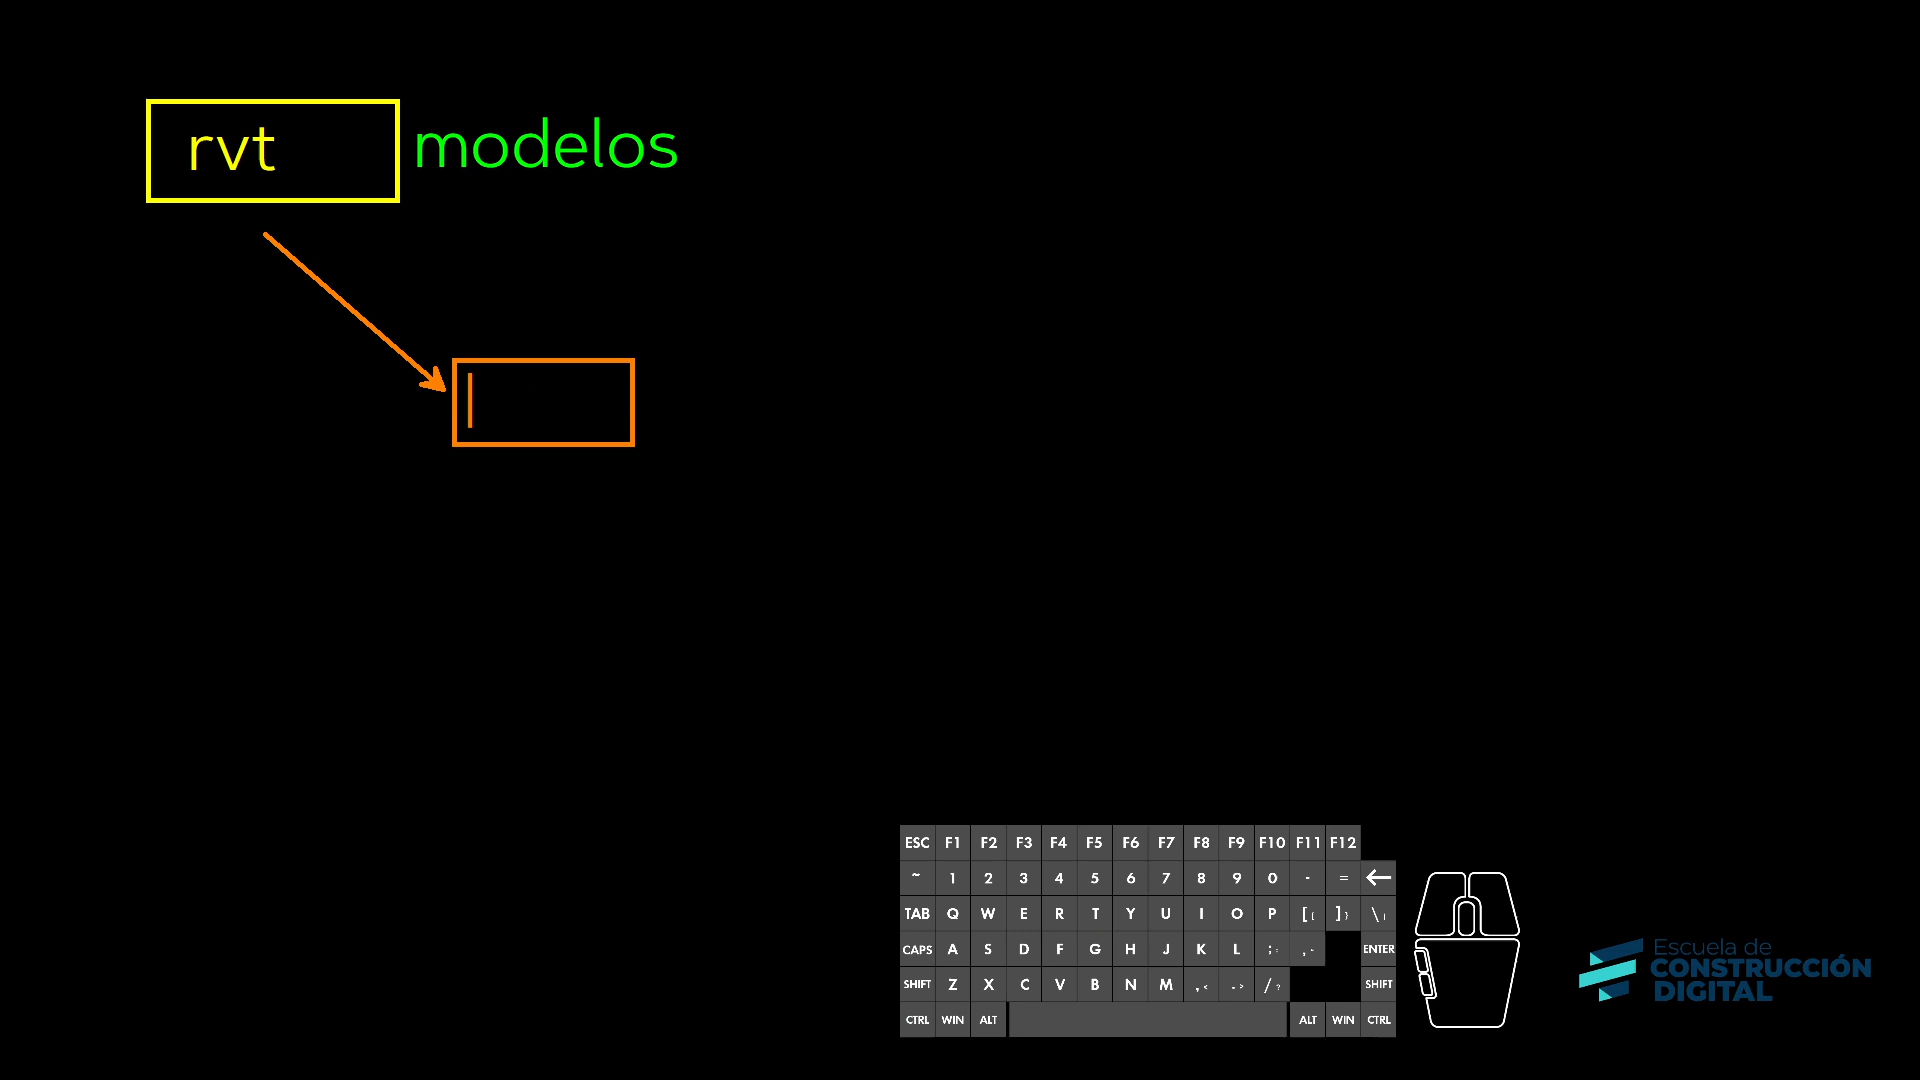 rvt modelos
ESC F1 F2 F3 F4 F5 F6 F7 F8 F9 F10 F11 F12
~ 1 2 3 4 5 6 7 8 9 0 - = ←
TAB Q W E R T Y U I O P [{ ]} \|
CAPS A S D F G H J K L ;: ENTER
SHIFT Z X C V B N M ,< .> /? SHIFT
CTRL WIN ALT ALT WIN CTRL
Escuela de
CONSTRUCCIÓN
DIGITAL